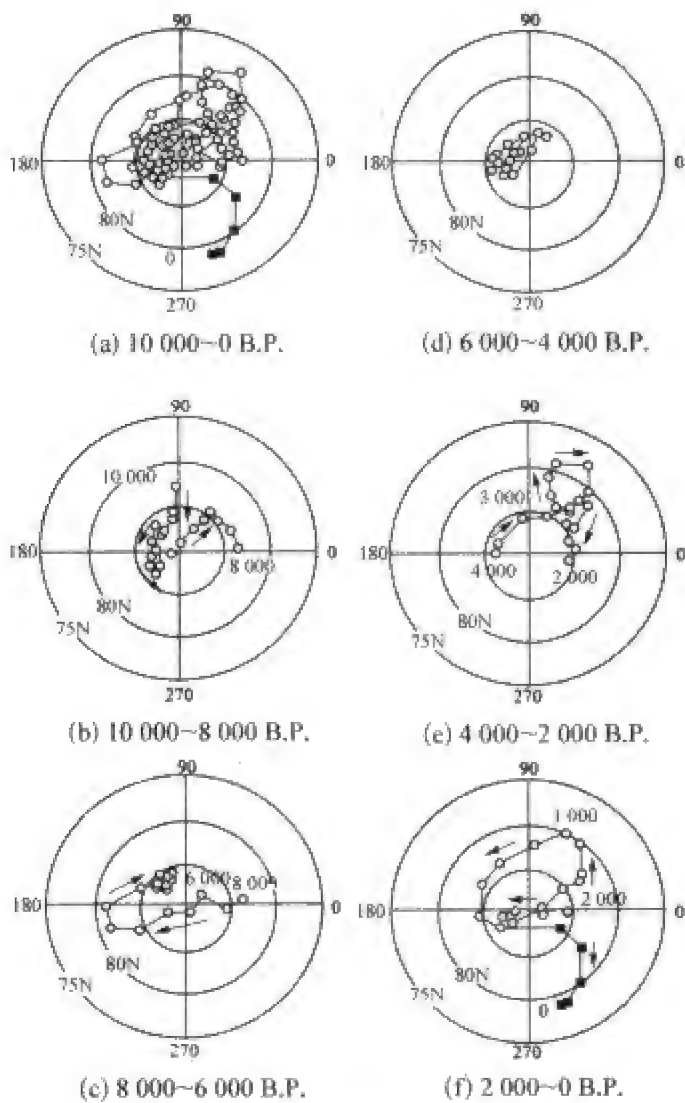 90
180
0
80N
75N
0
270
(a) 10 000~0 B.P.
90
180
0
80N
75N
270
(d) 6 000~4 000 B.P.
90
10 000
180
0
8 000
80N
75N
270
(b) 10 000~8 000 B.P.
90
3 000
180
0
4 000
2 000
80N
75N
270
(e) 4 000~2 000 B.P.
90
6 000
8 000
180
0
80N
75N
270
(c) 8 000~6 000 B.P.
90
1 000
2 000
180
0
80N
75N
0
270
(f) 2 000~0 B.P.